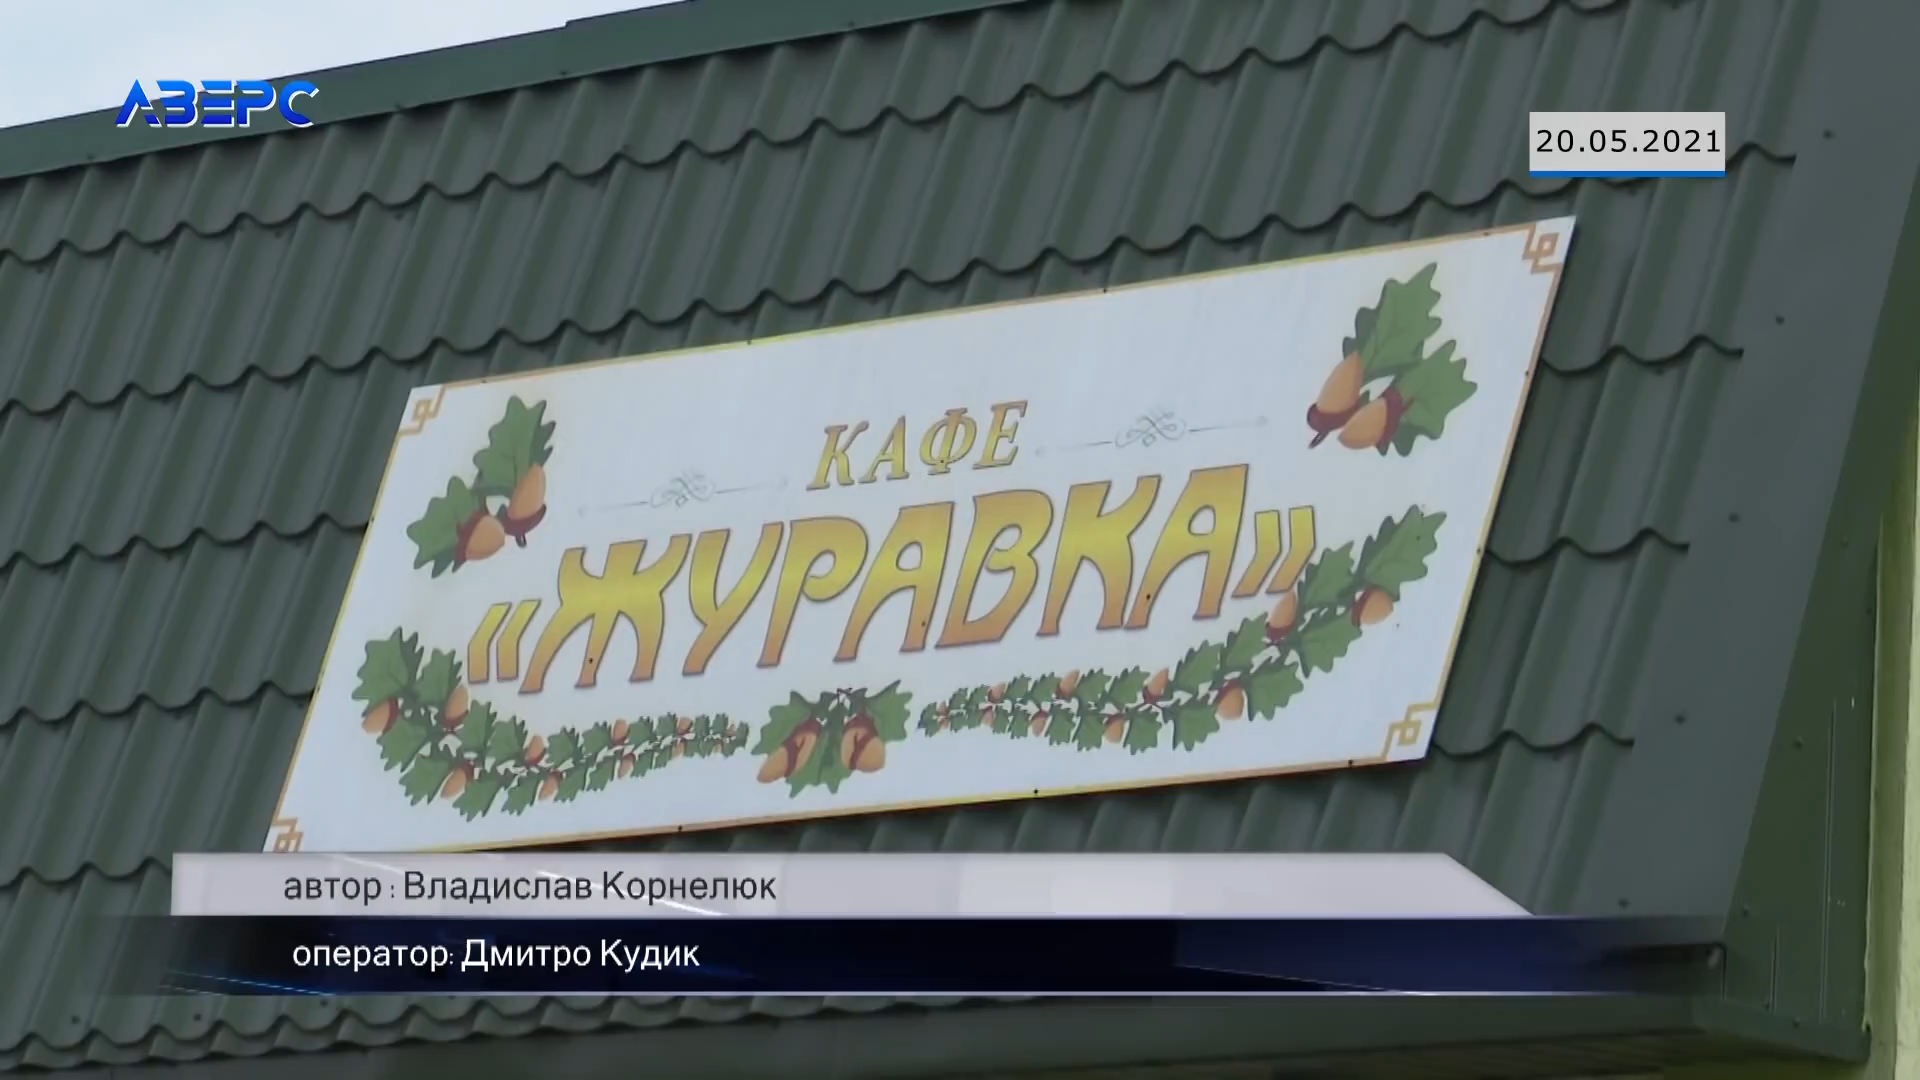 АВЕРС
20.05.2021
КАФЕ
«ЖУРАВКА»
автор : Владислав Корнелюк
оператор: Дмитро Кудик